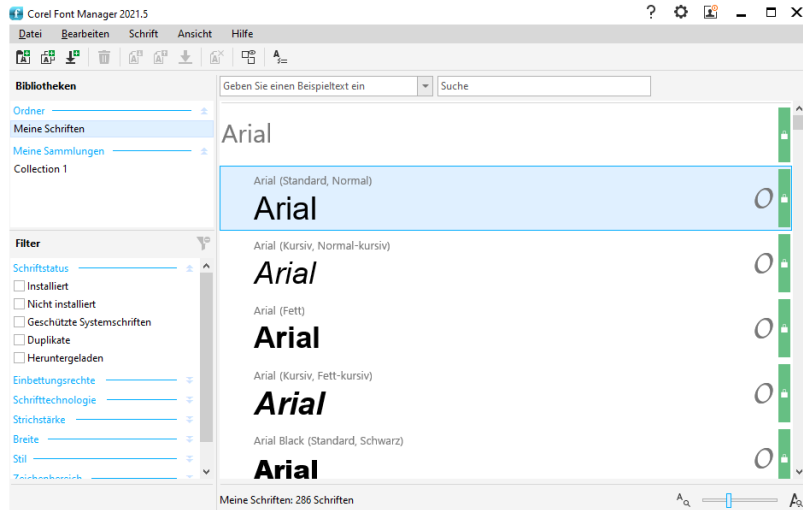 Corel Font Manager 2021.5
Datei Bearbeiten Schrift Ansicht Hilfe
Bibliotheken
Geben Sie einen Beispieltext ein
Suche
Ordner
Meine Schriften
Meine Sammlungen
Collection 1
Filter
Schriftstatus
Installiert
Nicht installiert
Geschützte Systemschriften
Duplikate
Heruntergeladen
Einbettungsrechte
Schrifttechnologie
Strichstärke
Breite
Stil
Zeichenbereich
Arial
Arial (Standard, Normal)
Arial
Arial (Kursiv, Normal-kursiv)
Arial
Arial (Fett)
Arial
Arial (Kursiv, Fett-kursiv)
Arial
Arial Black (Standard, Schwarz)
Arial
Meine Schriften: 286 Schriften